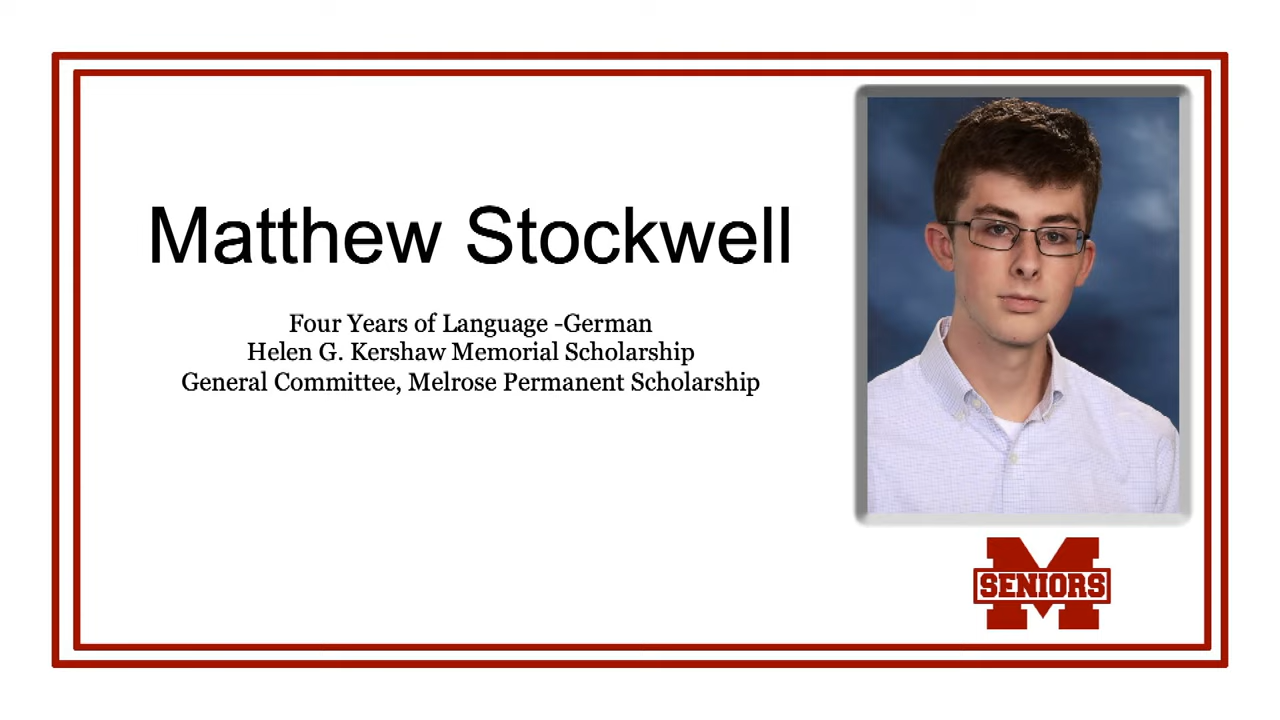 Matthew Stockwell
Four Years of Language -German
Helen G. Kershaw Memorial Scholarship
General Committee, Melrose Permanent Scholarship
M
SENIORS